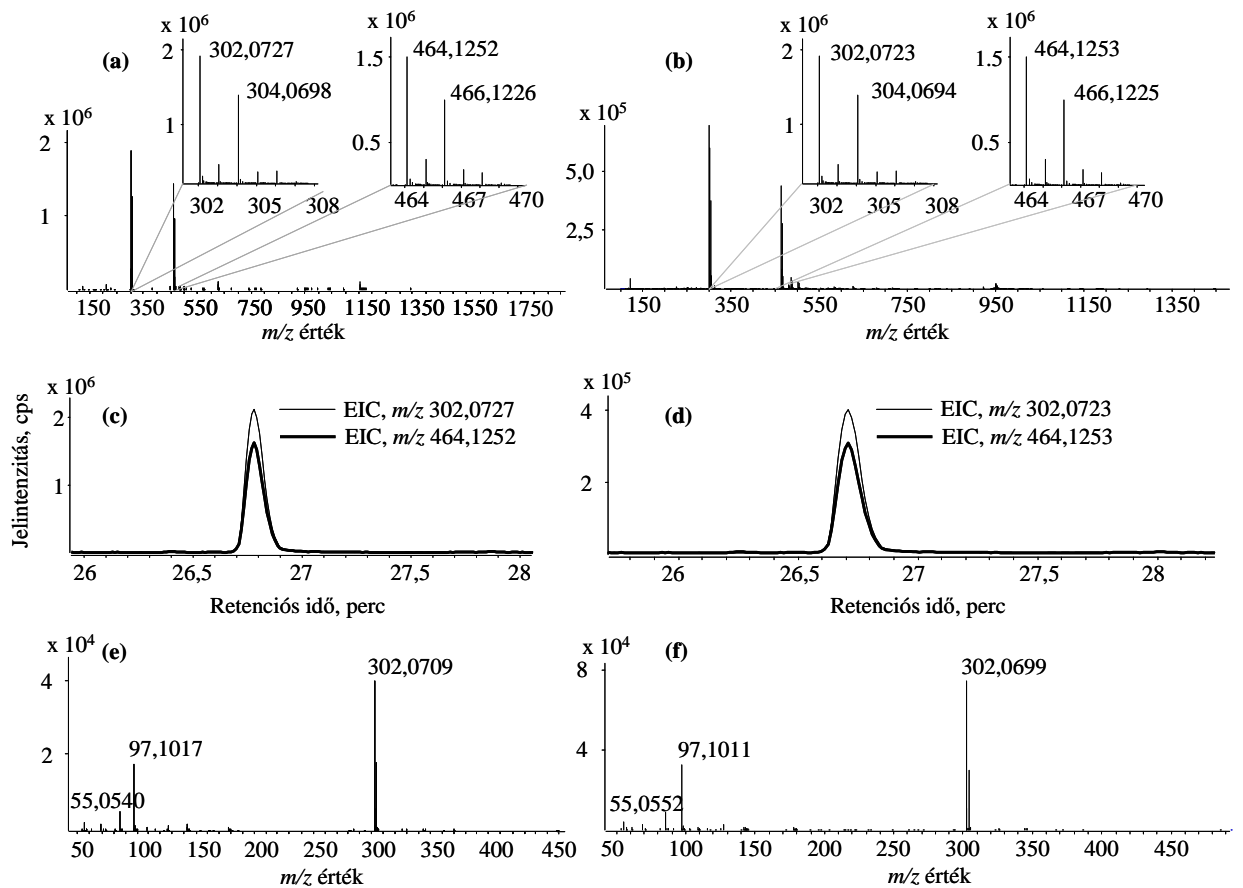 (a)
x 10⁶
2
1
x 10⁶
2
1
302,0727
304,0698
302 305 308
x 10⁶
1.5
0.5
464,1252
466,1226
464 467 470
150 350 550 750 950 1150 1350 1550 1750
m/z érték
(b)
x 10⁵
5,0
2,5
x 10⁶
2
1
302,0723
304,0694
302 305 308
x 10⁶
1.5
0.5
464,1253
466,1225
464 467 470
150 350 550 750 950 1150 1350
m/z érték
Jelintenzitás, cps
x 10⁶
(c)
2
1
EIC, m/z 302,0727
EIC, m/z 464,1252
26 26,5 27 27,5 28
Retenciós idő, perc
x 10⁵
(d)
4
2
EIC, m/z 302,0723
EIC, m/z 464,1253
26 26,5 27 27,5 28
Retenciós idő, perc
x 10⁴
(e)
4
2
302,0709
97,1017
55,0540
50 100 150 200 250 300 350 400 450
m/z érték
x 10⁴
(f)
8
4
302,0699
97,1011
55,0552
50 100 150 200 250 300 350 400 450
m/z érték